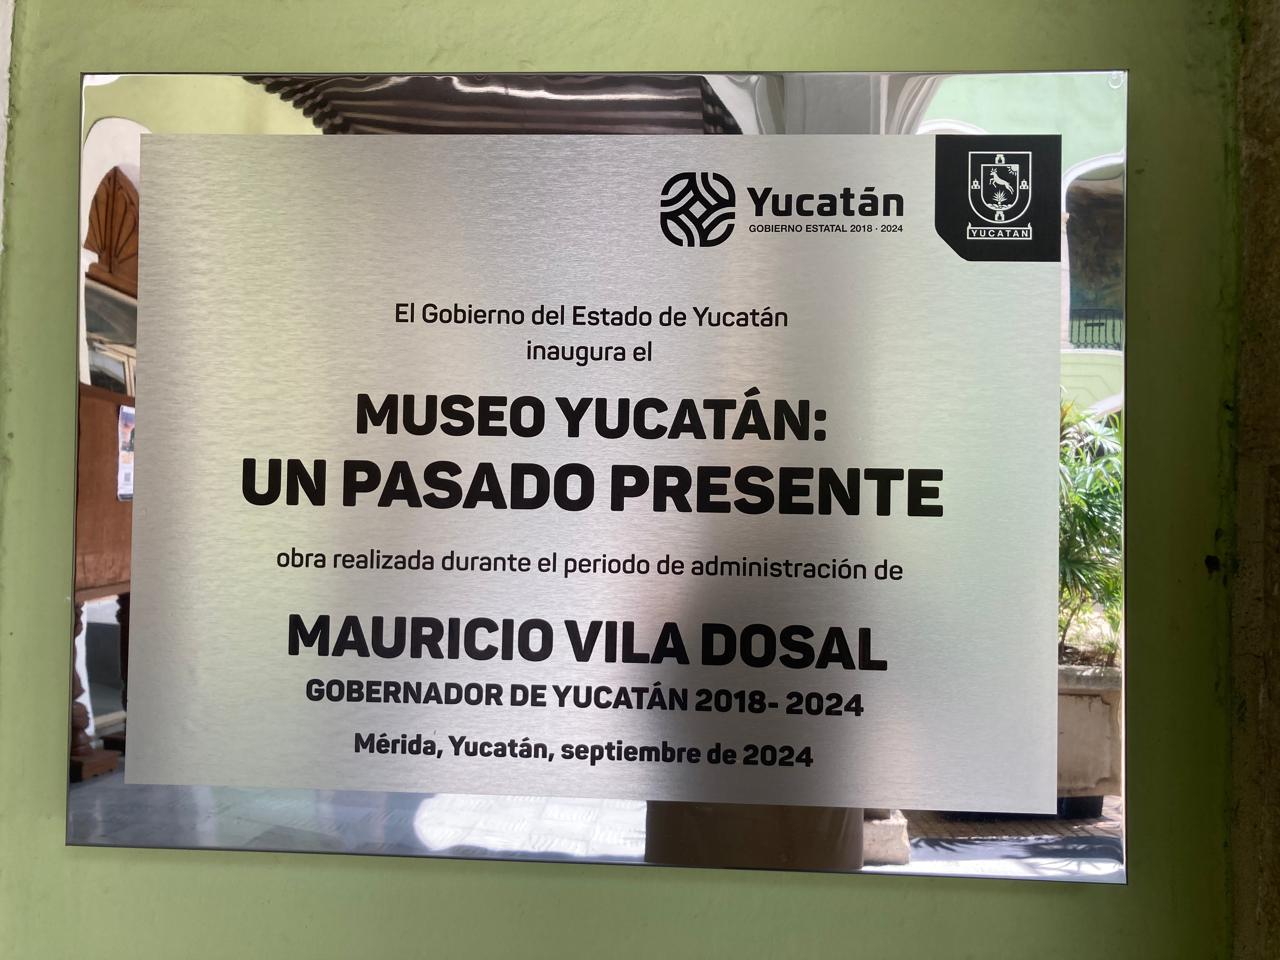 Yucatán
GOBIERNO ESTATAL 2018 · 2024
YUCATAN
El Gobierno del Estado de Yucatán
inaugura el
MUSEO YUCATÁN:
UN PASADO PRESENTE
obra realizada durante el periodo de administración de
MAURICIO VILA DOSAL
GOBERNADOR DE YUCATÁN 2018- 2024
Mérida, Yucatán, septiembre de 2024